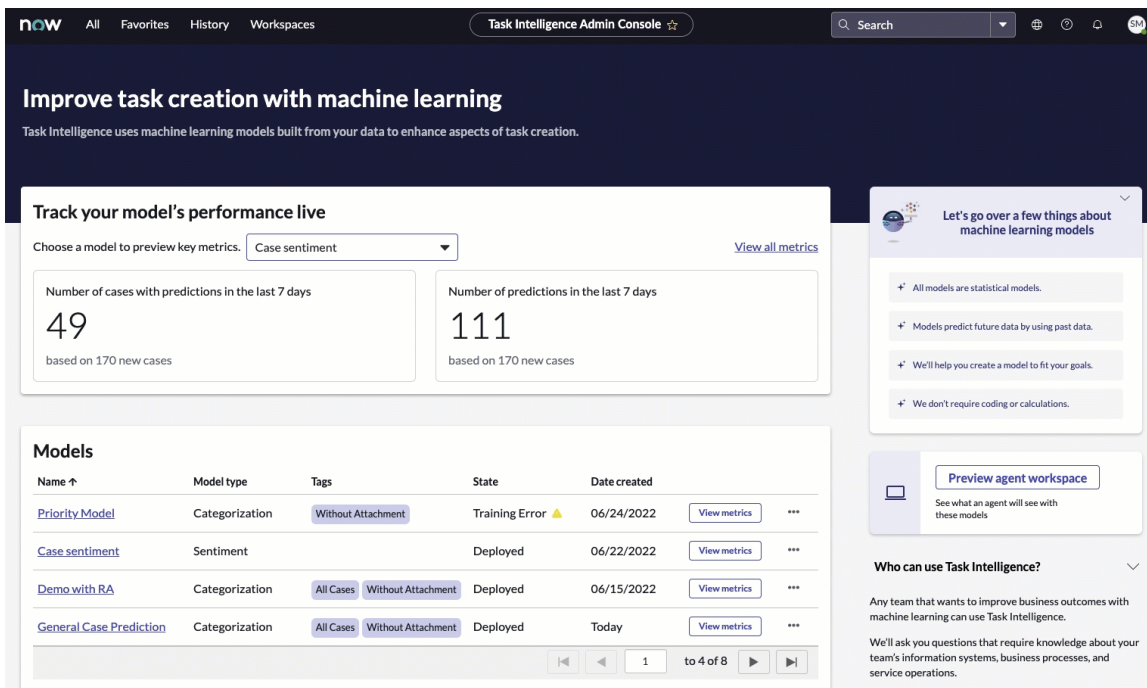 now All Favorites History Workspaces Task Intelligence Admin Console Search SM
Improve task creation with machine learning
Task Intelligence uses machine learning models built from your data to enhance aspects of task creation.
Track your model's performance live
Choose a model to preview key metrics. Case sentiment View all metrics
Number of cases with predictions in the last 7 days
49
based on 170 new cases
Number of predictions in the last 7 days
111
based on 170 new cases
Models
Name Model type Tags State Date created
Priority Model Categorization Without Attachment Training Error 06/24/2022 View metrics
Case sentiment Sentiment Deployed 06/22/2022 View metrics
Demo with RA Categorization All Cases Without Attachment Deployed 06/15/2022 View metrics
General Case Prediction Categorization All Cases Without Attachment Deployed Today View metrics
1 to 4 of 8
Let's go over a few things about
machine learning models
All models are statistical models.
Models predict future data by using past data.
We'll help you create a model to fit your goals.
We don't require coding or calculations.
Preview agent workspace
See what an agent will see with
these models
Who can use Task Intelligence?
Any team that wants to improve business outcomes with
machine learning can use Task Intelligence.
We'll ask you questions that require knowledge about your
team's information systems, business processes, and
service operations.